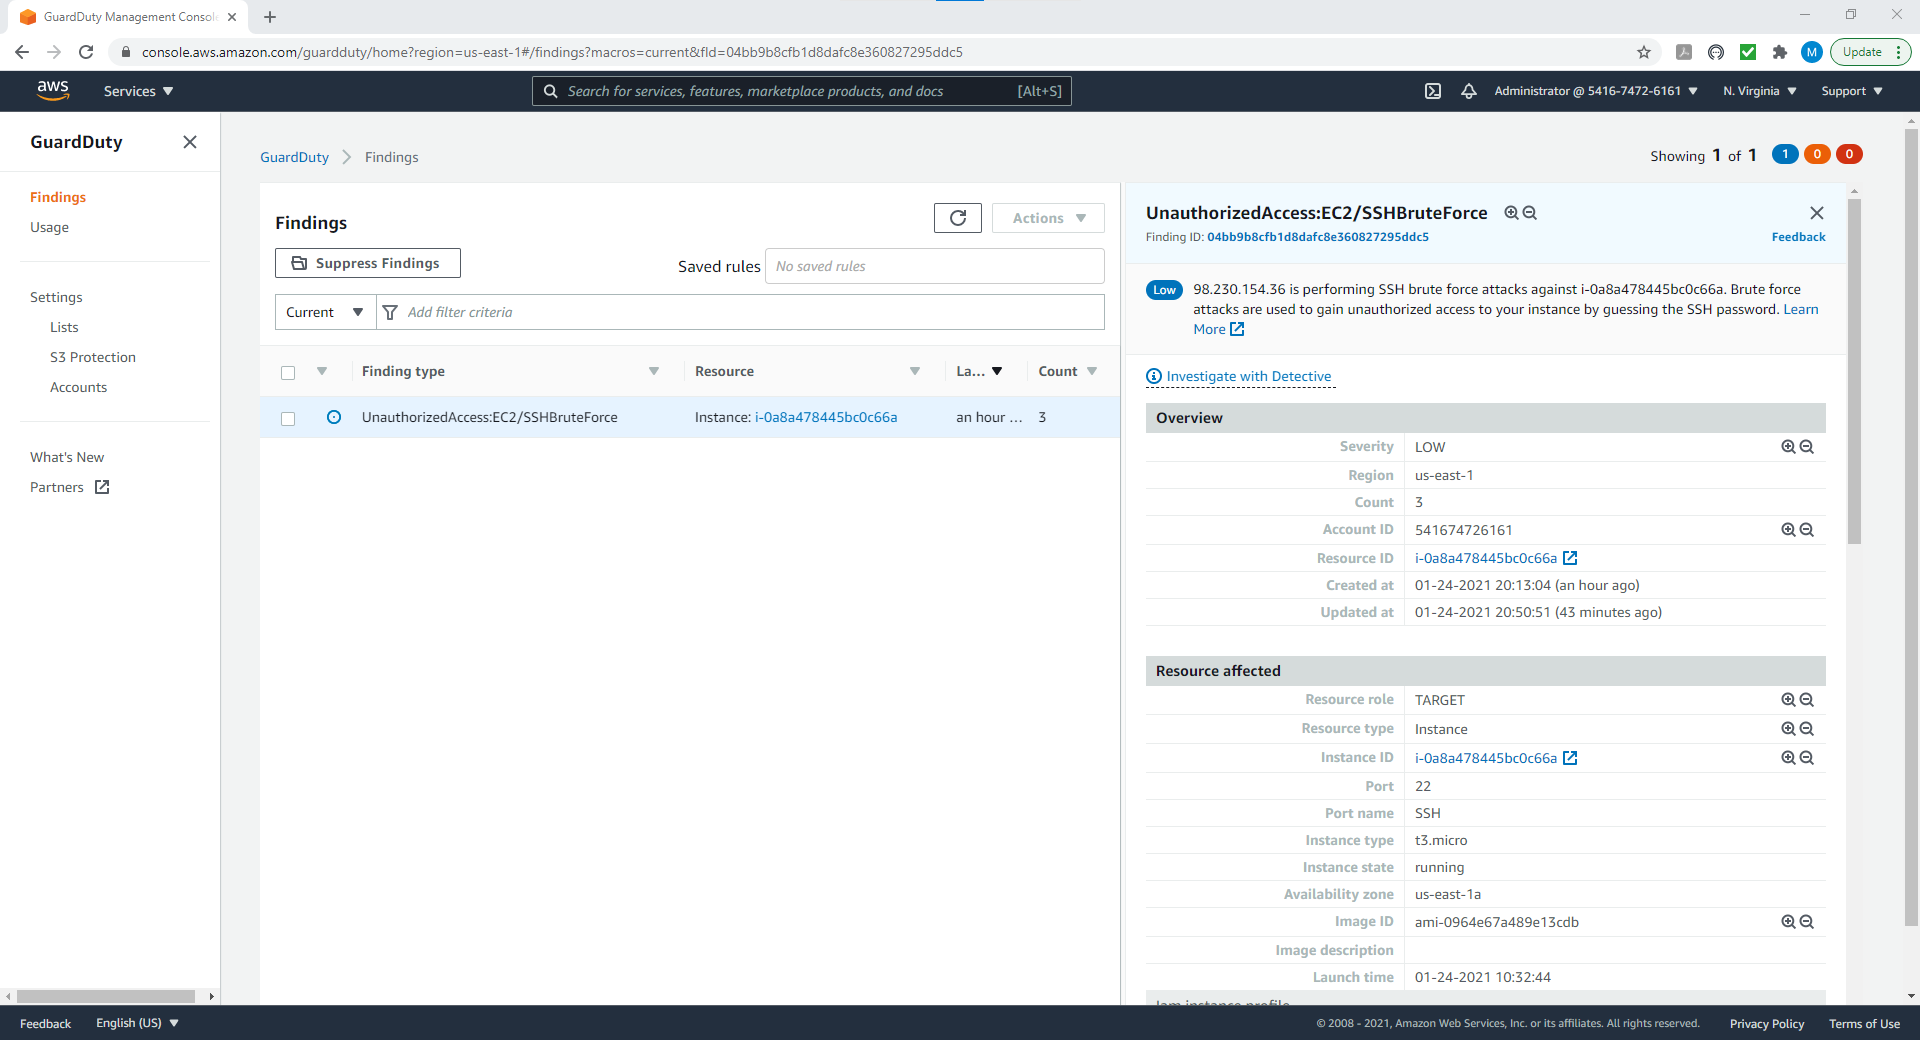 GuardDuty Management Console
console.aws.amazon.com/guardduty/home?region=us-east-1#/findings?macros=current&fId=04bb9b8cfb1d8dafc8e360827295ddc5
M
Update
aws
Services
Search for services, features, marketplace products, and docs [Alt+S]
Administrator @ 5416-7472-6161
N. Virginia
Support
GuardDuty
Findings
Usage
Settings
Lists
S3 Protection
Accounts
What's New
Partners
GuardDuty > Findings
Showing 1 of 1 1 0 0
Findings
Actions
Suppress Findings
Saved rules No saved rules
Current Add filter criteria
Finding type Resource La... Count
UnauthorizedAccess:EC2/SSHBruteForce Instance: i-0a8a478445bc0c66a an hour ... 3
UnauthorizedAccess:EC2/SSHBruteForce
Finding ID: 04bb9b8cfb1d8dafc8e360827295ddc5 Feedback
Low 98.230.154.36 is performing SSH brute force attacks against i-0a8a478445bc0c66a. Brute force
attacks are used to gain unauthorized access to your instance by guessing the SSH password. Learn
More
Investigate with Detective
Overview
Severity LOW
Region us-east-1
Count 3
Account ID 541674726161
Resource ID i-0a8a478445bc0c66a
Created at 01-24-2021 20:13:04 (an hour ago)
Updated at 01-24-2021 20:50:51 (43 minutes ago)
Resource affected
Resource role TARGET
Resource type Instance
Instance ID i-0a8a478445bc0c66a
Port 22
Port name SSH
Instance type t3.micro
Instance state running
Availability zone us-east-1a
Image ID ami-0964e67a489e13cdb
Image description
Launch time 01-24-2021 10:32:44
Iam instance profile
Feedback English (US)
© 2008 - 2021, Amazon Web Services, Inc. or its affiliates. All rights reserved. Privacy Policy Terms of Use